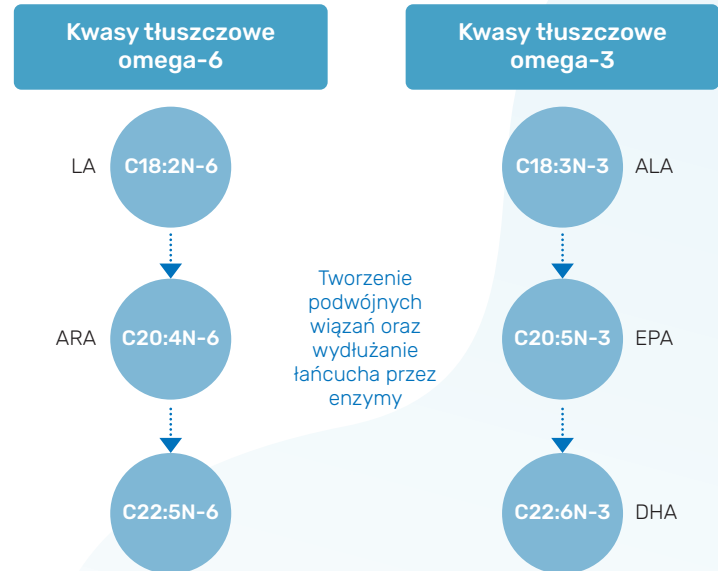 Kwasy tłuszczowe
omega-6
Kwasy tłuszczowe
omega-3
LA
C18:2N-6
C18:3N-3
ALA
Tworzenie
podwójnych
wiązań oraz
wydłużanie
łańcucha przez
enzymy
ARA
C20:4N-6
C20:5N-3
EPA
C22:5N-6
C22:6N-3
DHA